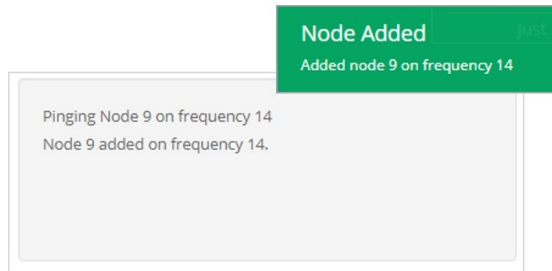 Node Added
Just
Added node 9 on frequency 14
Pinging Node 9 on frequency 14
Node 9 added on frequency 14.